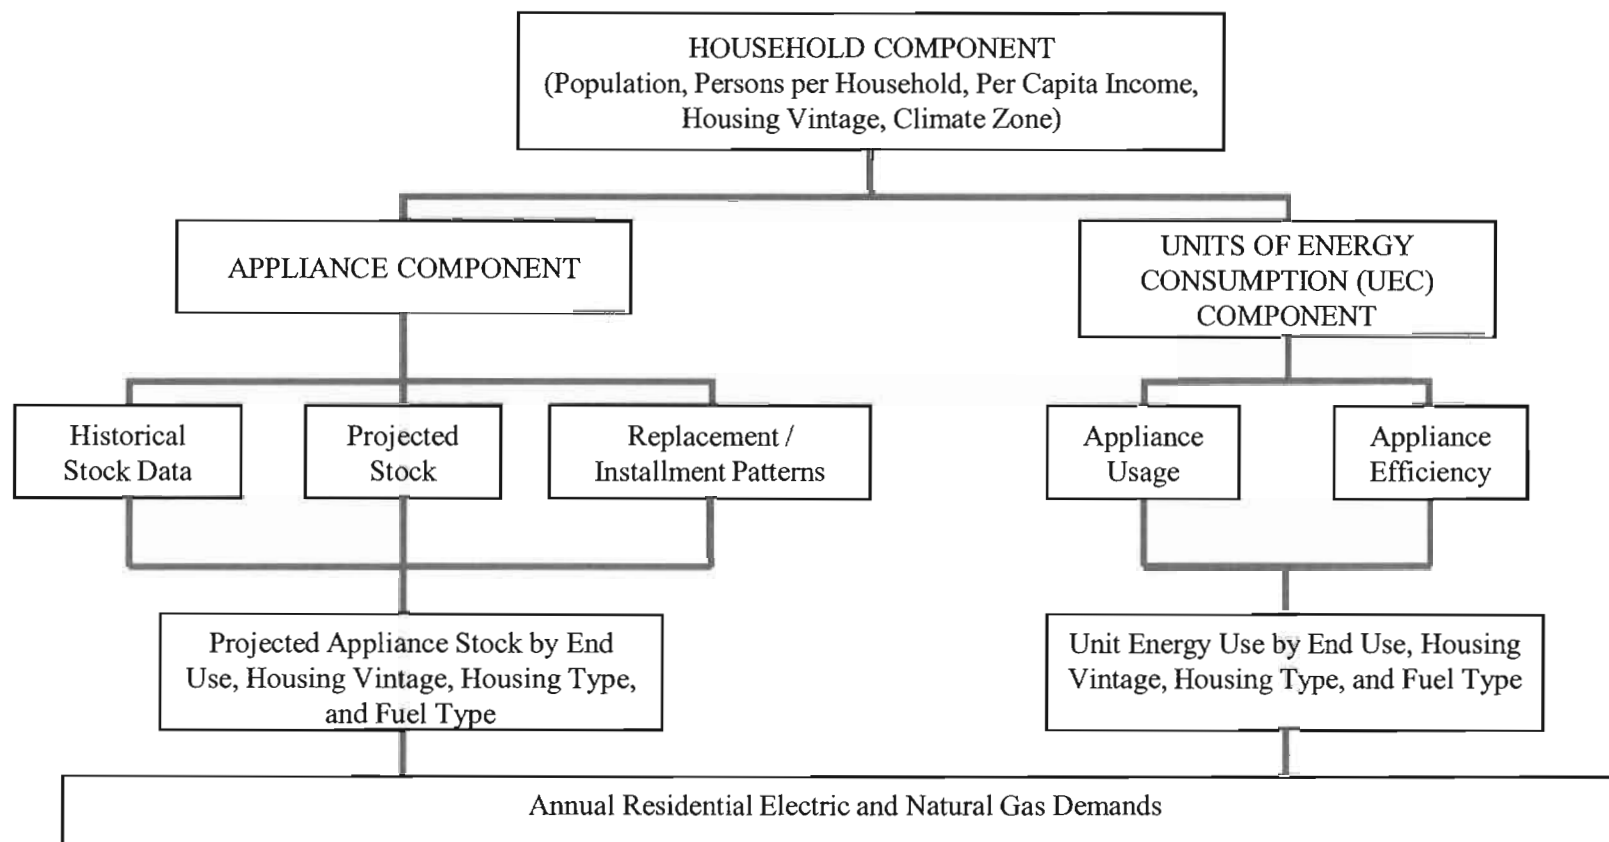 HOUSEHOLD COMPONENT
(Population, Persons per Household, Per Capita Income,
Housing Vintage, Climate Zone)
APPLIANCE COMPONENT
UNITS OF ENERGY
CONSUMPTION (UEC)
COMPONENT
Historical
Stock Data
Projected
Stock
Replacement /
Installment Patterns
Appliance
Usage
Appliance
Efficiency
Projected Appliance Stock by End
Use, Housing Vintage, Housing Type,
and Fuel Type
Unit Energy Use by End Use, Housing
Vintage, Housing Type, and Fuel Type
Annual Residential Electric and Natural Gas Demands